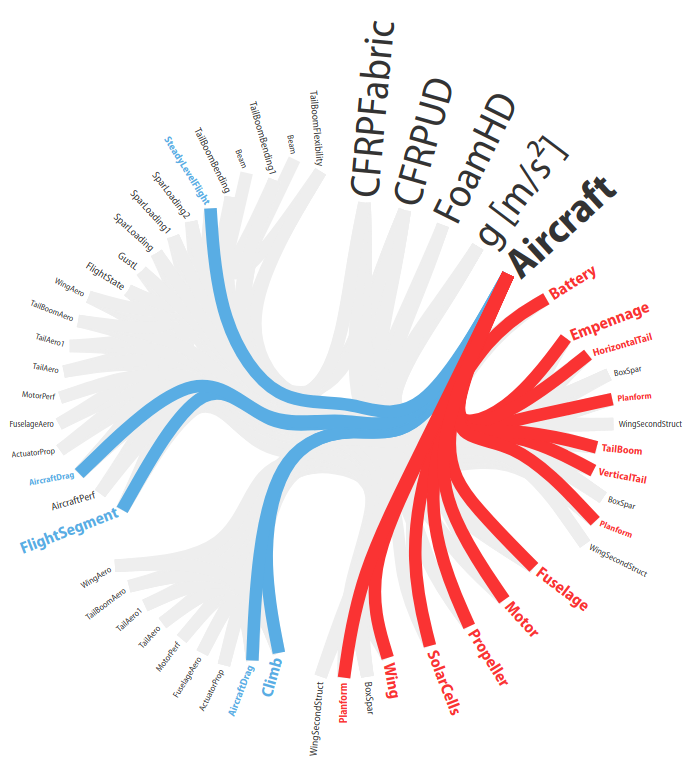 CFRPFabric
CFRPUD
FoamHD
g [m/s²]
Aircraft
Battery
Empennage
HorizontalTail
BoxSpar
Planform
WingSecondStruct
TailBoom
VerticalTail
BoxSpar
Planform
WingSecondStruct
Fuselage
Motor
Propeller
SolarCells
Wing
BoxSpar
Planform
WingSecondStruct
Climb
AircraftDrag
ActuatorProp
FuselageAero
MotorPerf
TailAero
TailAero1
TailBoomAero
WingAero
FlightSegment
AircraftPerf
AircraftDrag
ActuatorProp
FuselageAero
MotorPerf
TailAero
TailAero1
TailBoomAero
WingAero
FlightState
GustL
SparLoading
SparLoading1
SparLoading2
SteadyLevelFlight
TailBoomBending
Beam
TailBoomBending1
Beam
TailBoomFlexibility